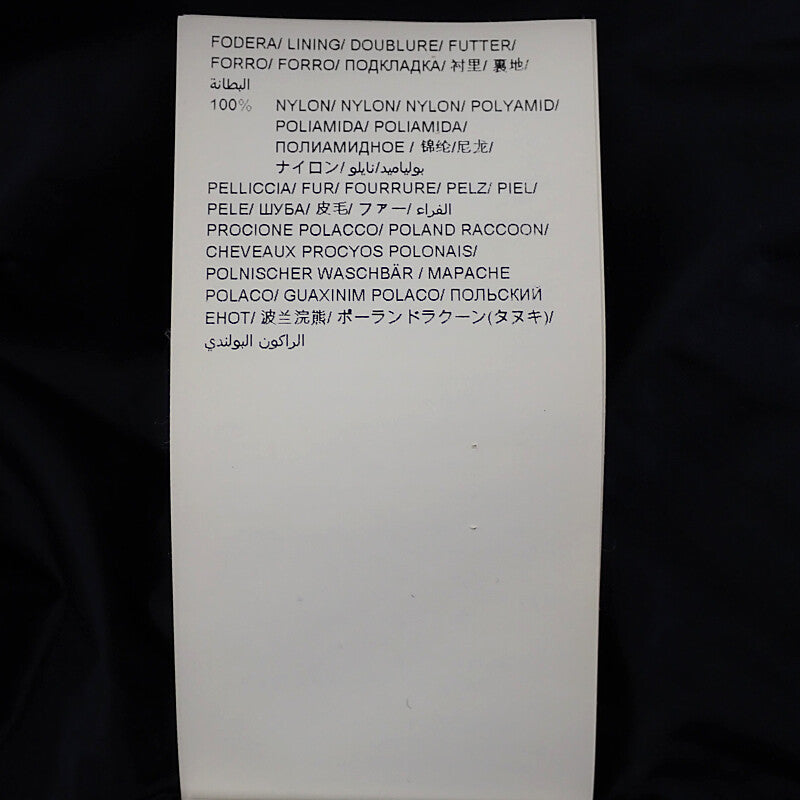 FODERA/ LINING/ DOUBLURE/ FUTTER/
FORRO/ FORRO/ ПОДКЛАДКА/ 衬里/ 裏地/
البطانة
100% NYLON/ NYLON/ NYLON/ POLYAMID/
POLIAMIDA/ POLIAMIDA/
ПОЛИАМИДНОЕ / 锦纶/尼龙/
ナイロン/ بولياميد/نايلو
PELLICCIA/ FUR/ FOURRURE/ PELZ/ PIEL/
PELE/ ШУБА/ 皮毛/ ファー/ الفراء
PROCIONE POLACCO/ POLAND RACCOON/
CHEVEAUX PROCYOS POLONAIS/
POLNISCHER WASCHBÄR / MAPACHE
POLACO/ GUAXINIM POLACO/ ПОЛЬСКИЙ
ЕНОТ/ 波兰浣熊/ ポーランドラクーン(タヌキ)/
الراكون البولندي